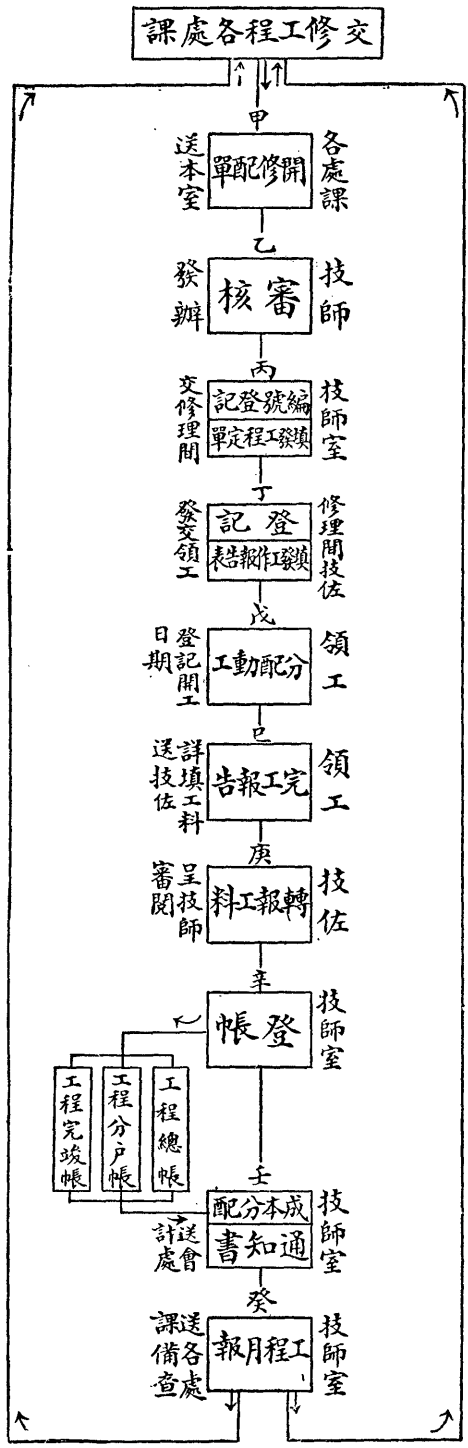 交修工程各處課
甲
各處課
開修配單
送本室
乙
技師
審核
發辦
丙
技師室
編號登記
填發工程定單
交修理間
丁
修理間技佐
登記
填發工作報告表
發交領工
戊
領工
分配動工
登記開工
日期
巳
領工
完工報告
詳填工料
送技佐
庚
技佐
轉報工料
呈技師
審閱
辛
技師室
登帳
工程總帳
工程分户帳
工程完竣帳
壬
技師室
成本分配
通知書
送會
計處
癸
技師室
工程月報
送各處
課備查